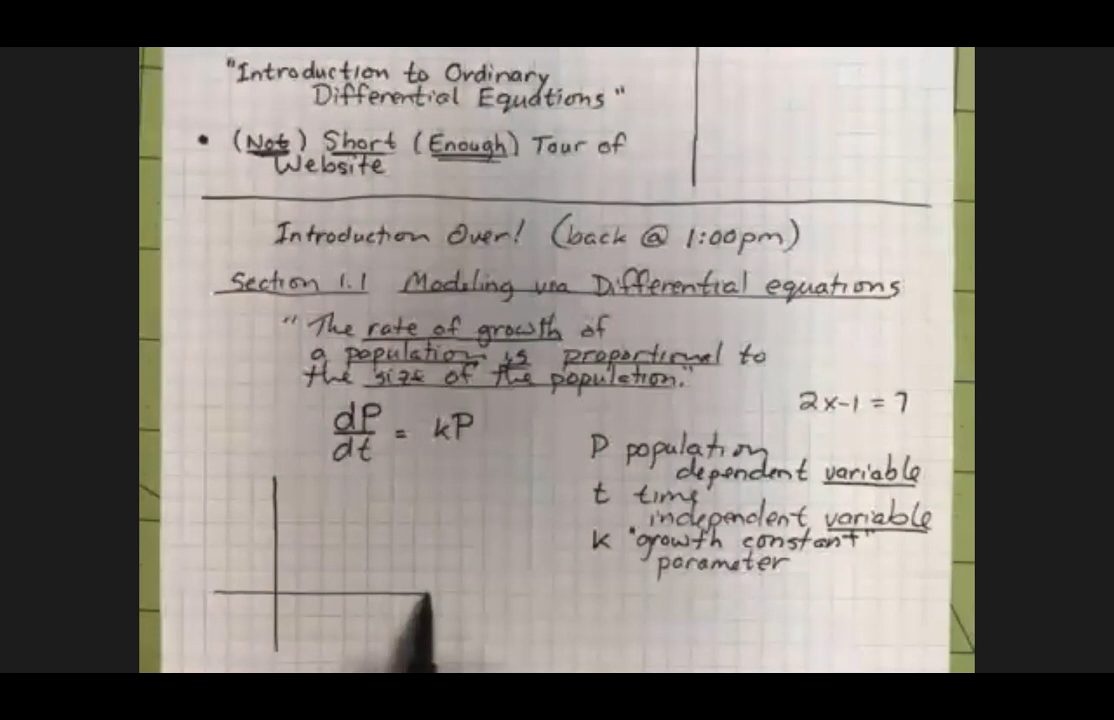 "Introduction to Ordinary
Differential Equations"
• (Not) Short (Enough) Tour of
Website
Introduction Over! (back @ 1:00pm)
Section 1.1 Modeling via Differential equations
"The rate of growth of
a population is proportional to
the size of the population."
2x-1 = 7
dP/dt = kP
P population
dependent variable
t time
independent variable
k "growth constant"
parameter